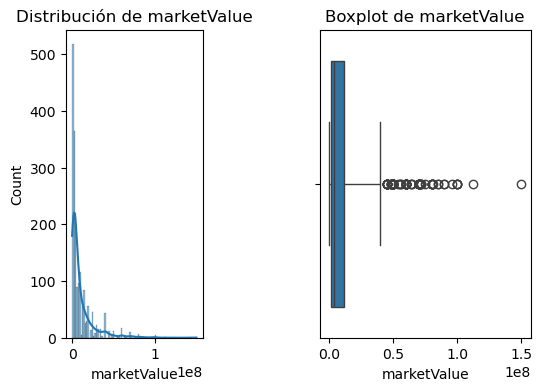 Distribución de marketValue
500
400
300
200
100
0
Count
0
1
1e8
marketValue
Boxplot de marketValue
0.0
0.5
1.0
1.5
1e8
marketValue